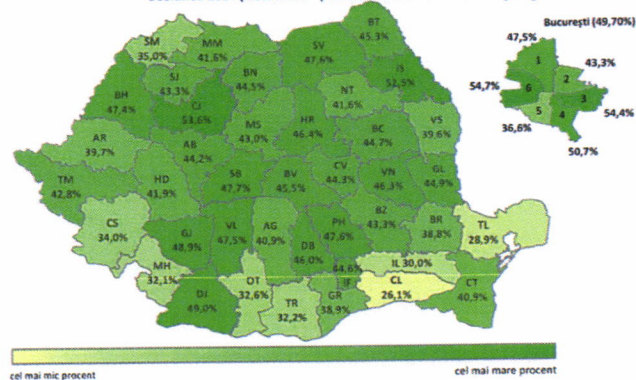 BT
45,3%
SM
35,0%
MM
41,6%
SV
47,6%
IS
52,5%
SJ
43,3%
BN
44,5%
NT
41,6%
BH
47,4%
CJ
53,6%
MS
43,0%
HR
46,4%
BC
44,7%
VS
39,6%
AR
39,7%
AB
44,2%
TM
42,8%
HD
41,9%
SB
47,7%
BV
45,5%
CV
44,3%
VN
46,3%
GL
44,9%
CS
34,0%
GJ
48,9%
VL
47,5%
AG
40,9%
PH
47,6%
BZ
43,3%
BR
38,8%
TL
28,9%
DB
46,0%
MH
32,1%
44,6%
IF
IL 30,0%
DJ
49,0%
OT
32,6%
TR
32,2%
GR
38,9%
CL
26,1%
CT
40,9%
București (49,70%)
47,5%
1
2
43,3%
54,7%
6
3
54,4%
5
4
36,6%
50,7%
cel mai mic procent
cel mai mare procent